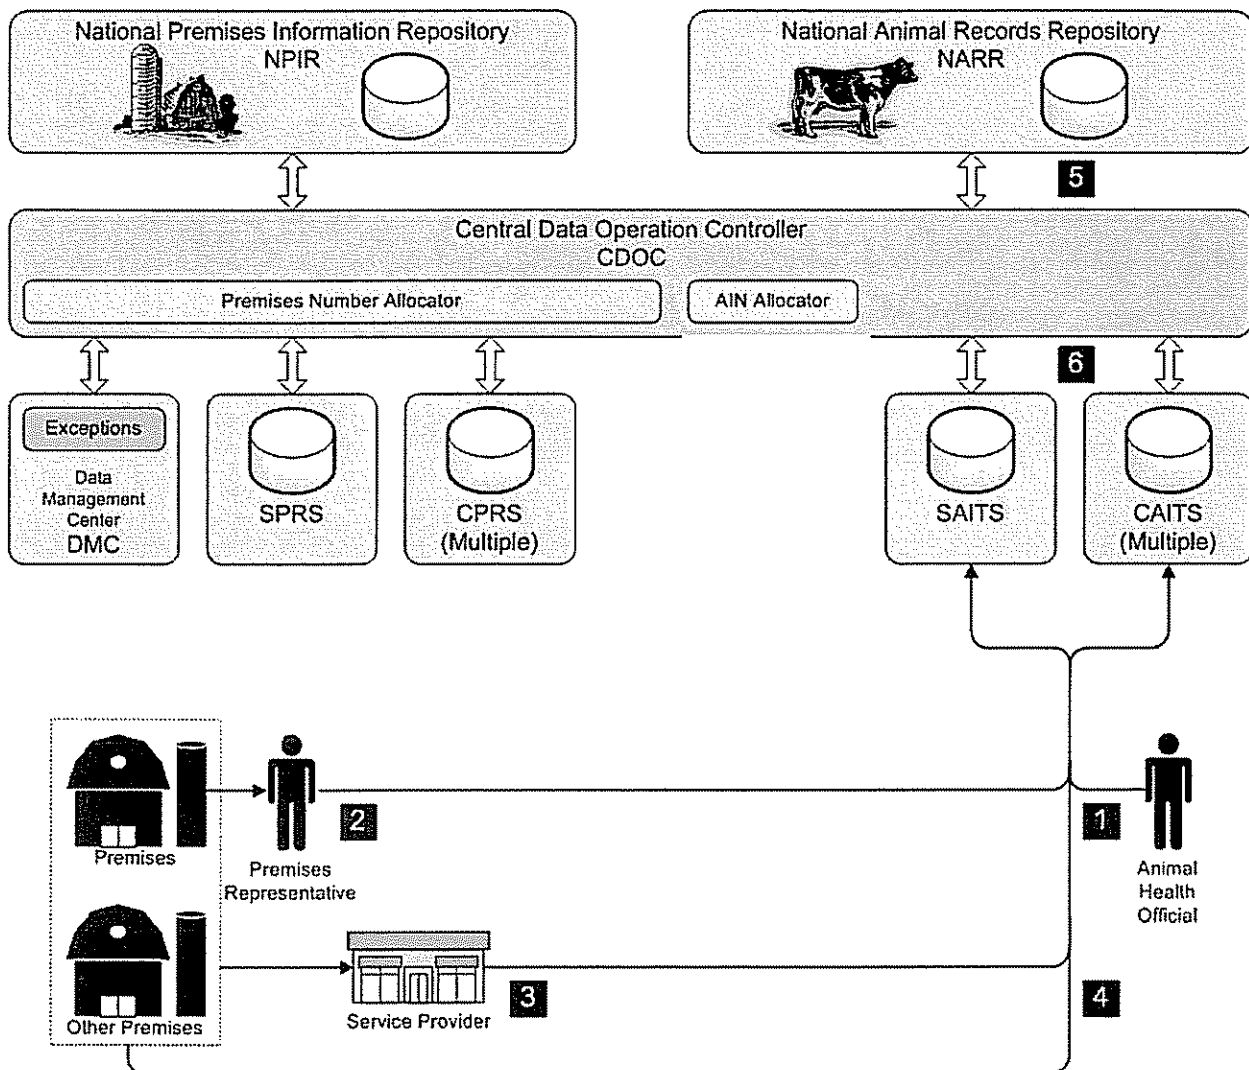 National Premises Information Repository
NPIR
National Animal Records Repository
NARR
5
Central Data Operation Controller
CDOC
Premises Number Allocator
AIN Allocator
6
Exceptions
Data
Management
Center
DMC
SPRS
CPRS
(Multiple)
SAITS
CAITS
(Multiple)
Premises
Premises
Representative
2
1
Animal
Health
Official
Other Premises
Service Provider
3
4